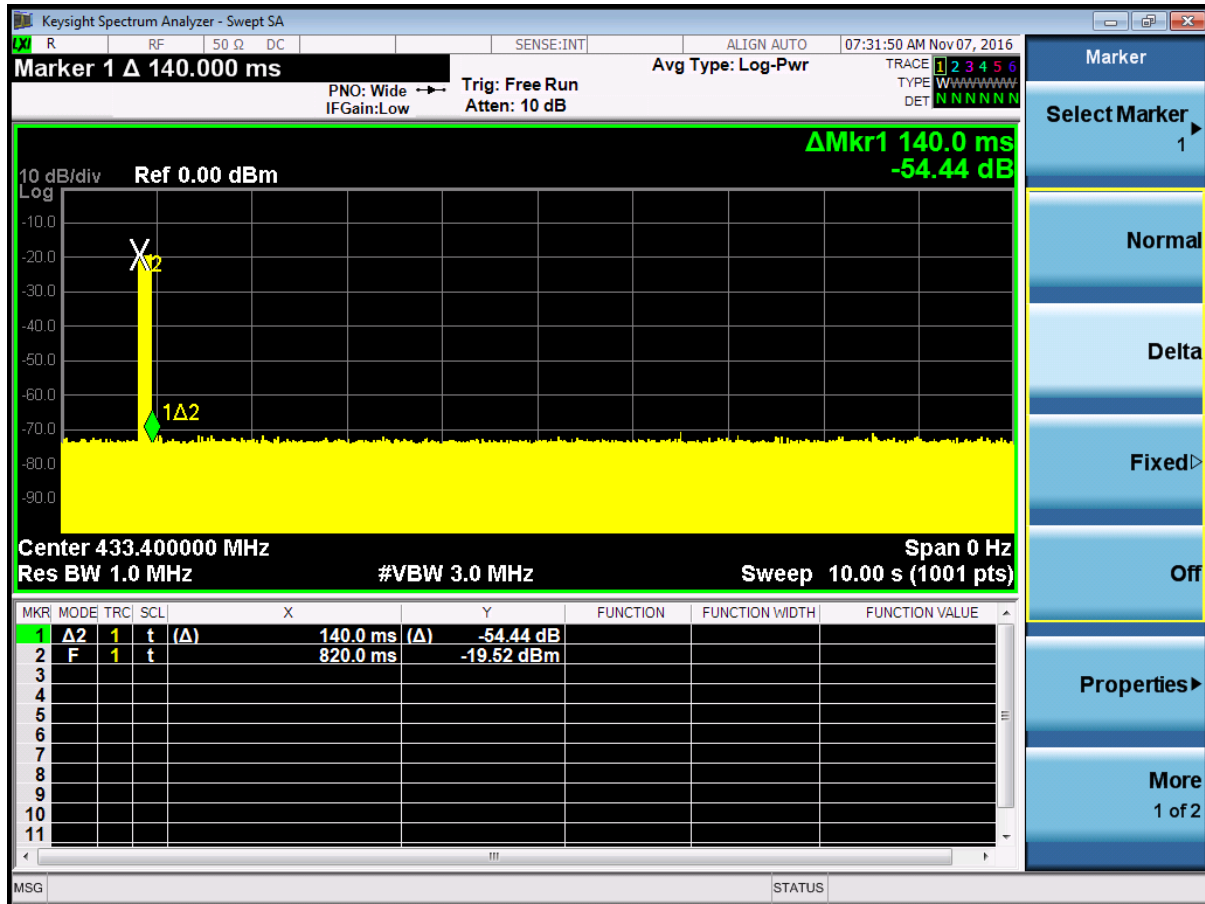 Keysight Spectrum Analyzer - Swept SA
LXI R RF 50 Ω DC SENSE:INT ALIGN AUTO 07:31:50 AM Nov 07, 2016
Marker 1 Δ 140.000 ms
PNO: Wide
IFGain:Low
Trig: Free Run
Atten: 10 dB
Avg Type: Log-Pwr
TRACE 1 2 3 4 5 6
TYPE WWWWWW
DET N N N N N N
ΔMkr1 140.0 ms
-54.44 dB
10 dB/div Ref 0.00 dBm
Log
-10.0
-20.0
-30.0
-40.0
-50.0
-60.0
-70.0
-80.0
-90.0
X2
1Δ2
Center 433.400000 MHz Span 0 Hz
Res BW 1.0 MHz #VBW 3.0 MHz Sweep 10.00 s (1001 pts)
MKR MODE TRC SCL X Y FUNCTION FUNCTION WIDTH FUNCTION VALUE
1 Δ2 1 t (Δ) 140.0 ms (Δ) -54.44 dB
2 F 1 t 820.0 ms -19.52 dBm
3
4
5
6
7
8
9
10
11
MSG STATUS
Marker
Select Marker
1
Normal
Delta
Fixed
Off
Properties
More
1 of 2